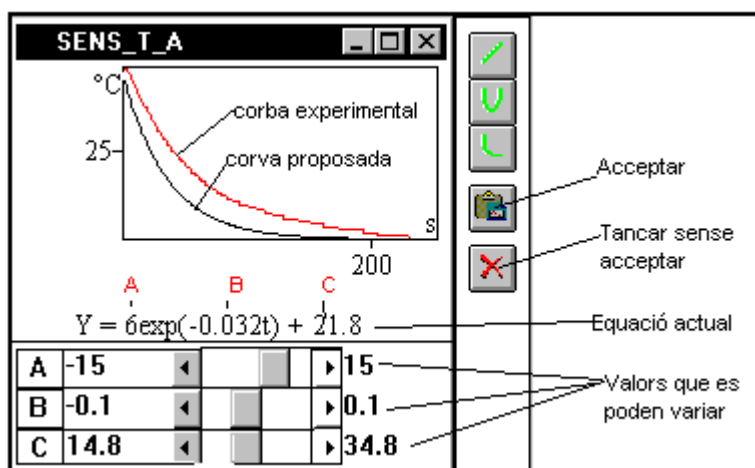 SENS_T_A
°C
corba experimental
25
corva proposada
s
200
A B C
Y = 6exp(-0.032t) + 21.8
A -15 15
B -0.1 0.1
C 14.8 34.8
Acceptar
Tancar sense
acceptar
Equació actual
Valors que es
poden variar